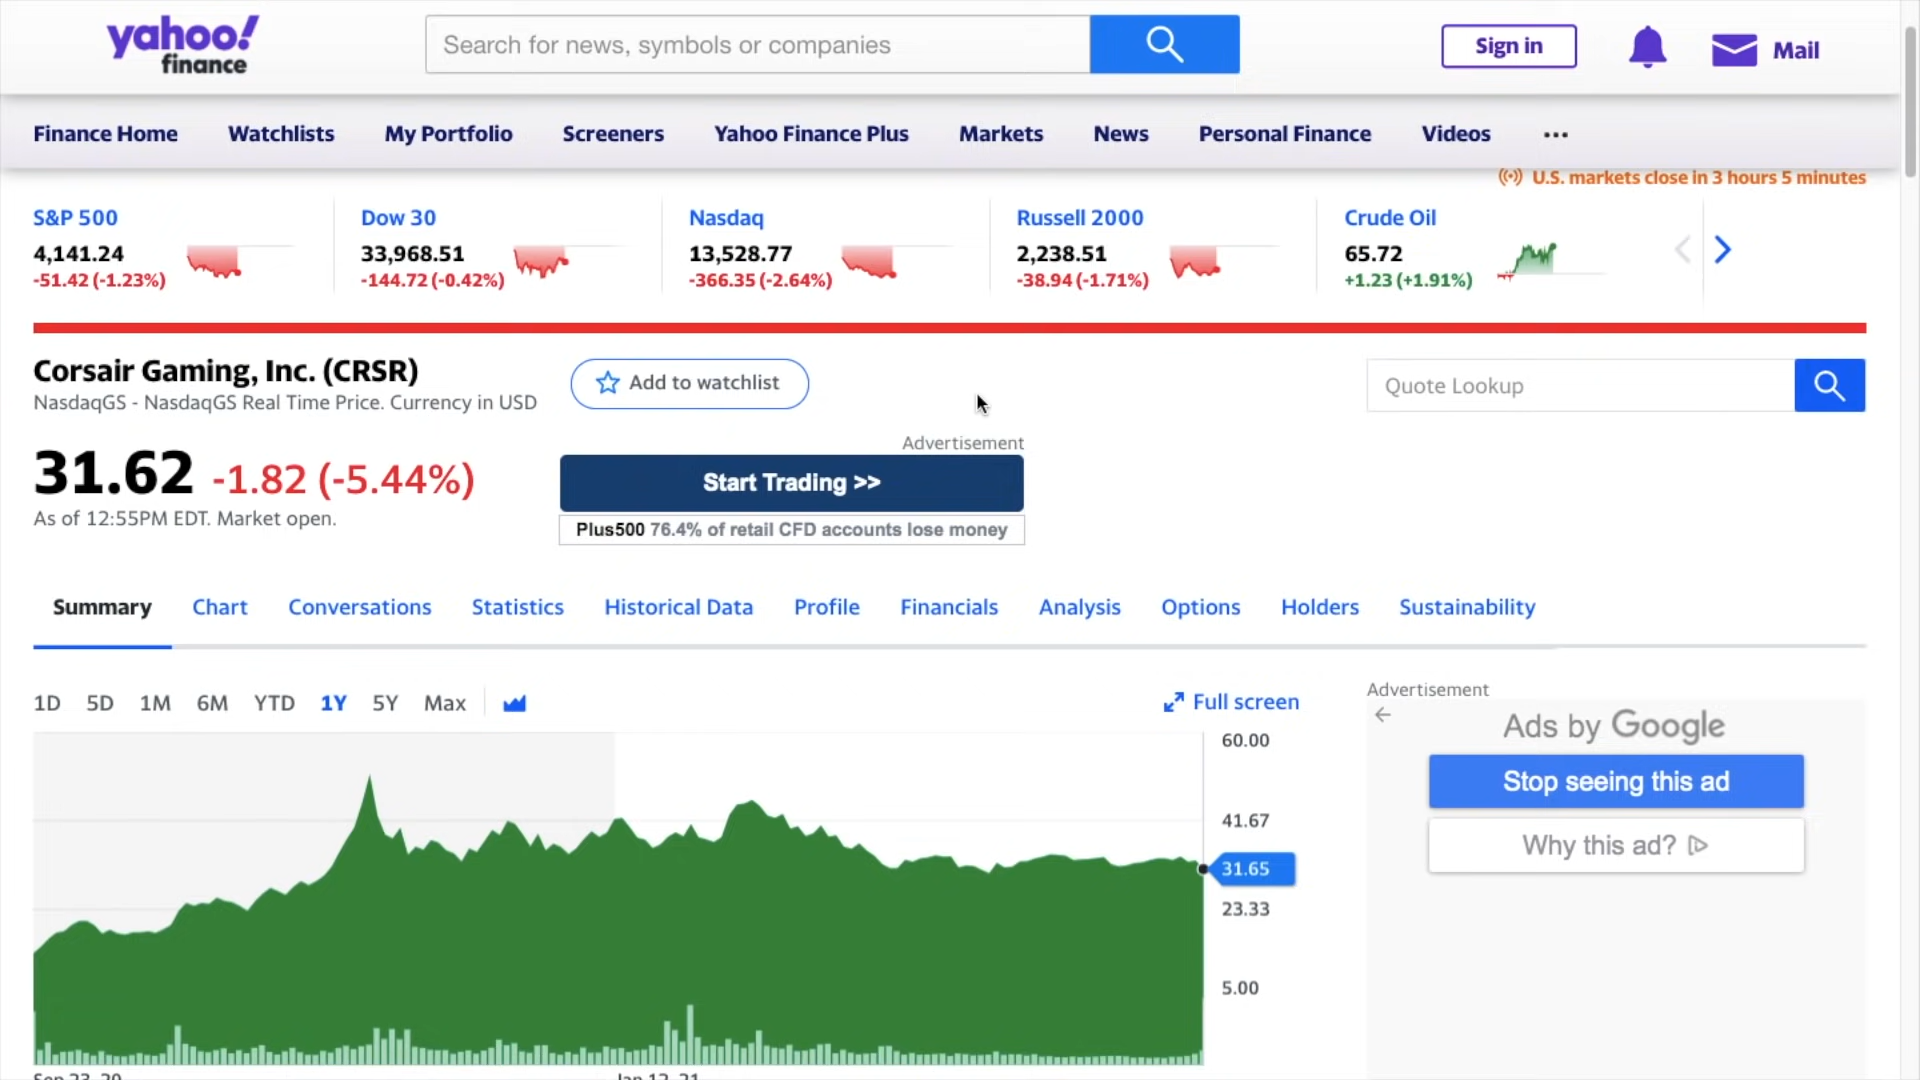 yahoo!
finance
Search for news, symbols or companies
Sign in
Mail
Finance Home
Watchlists
My Portfolio
Screeners
Yahoo Finance Plus
Markets
News
Personal Finance
Videos
...
U.S. markets close in 3 hours 5 minutes
S&P 500
4,141.24
-51.42 (-1.23%)
Dow 30
33,968.51
-144.72 (-0.42%)
Nasdaq
13,528.77
-366.35 (-2.64%)
Russell 2000
2,238.51
-38.94 (-1.71%)
Crude Oil
65.72
+1.23 (+1.91%)
Corsair Gaming, Inc. (CRSR)
NasdaqGS - NasdaqGS Real Time Price. Currency in USD
Add to watchlist
Quote Lookup
31.62 -1.82 (-5.44%)
As of 12:55PM EDT. Market open.
Advertisement
Start Trading >>
Plus500 76.4% of retail CFD accounts lose money
Summary
Chart
Conversations
Statistics
Historical Data
Profile
Financials
Analysis
Options
Holders
Sustainability
1D
5D
1M
6M
YTD
1Y
5Y
Max
Full screen
60.00
41.67
31.65
23.33
5.00
Sep 23, 20
Jan 12, 21
Advertisement
Ads by Google
Stop seeing this ad
Why this ad?